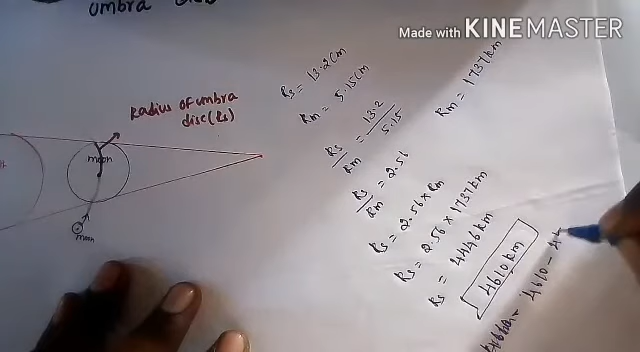 umbra
Made with KINEMASTER
Radius of umbra
disc(Rs)
moon
moon
Rs = 13.2cm
Rm = 5.15cm
Rs/Rm = 13.2/5.15
Rs/Rm = 2.56
Rs = 2.56 x Rm
Rm = 1737km
Rs = 2.56 x 1737km
Rs = 4446km
4610km
4610 - 44